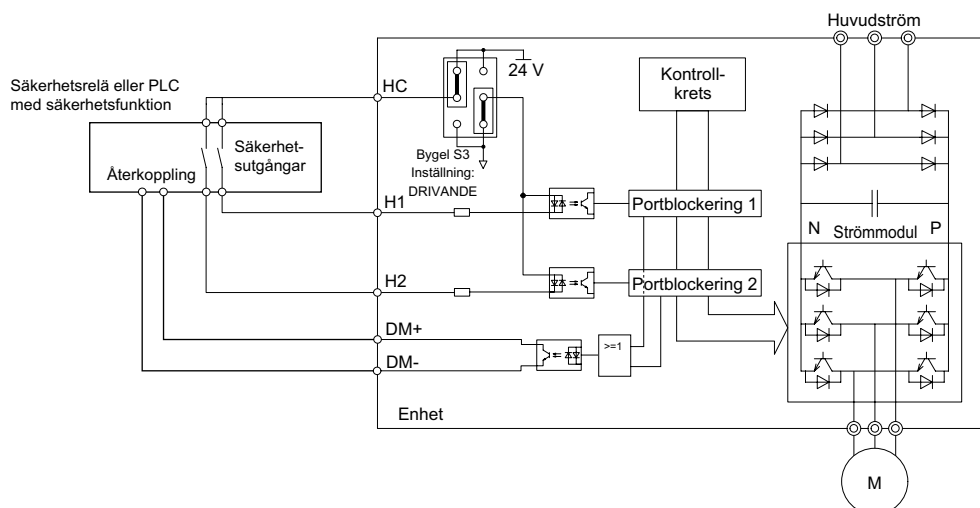 Huvudström
24 V
Kontroll-
krets
Säkerhetsrelä eller PLC
med säkerhetsfunktion
HC
Säkerhet-
sutgångar
Återkoppling
Bygel S3
Inställning:
DRIVANDE
H1
Portblockering 1
N
P
Strömmodul
H2
Portblockering 2
DM+
>=1
DM-
Enhet
M